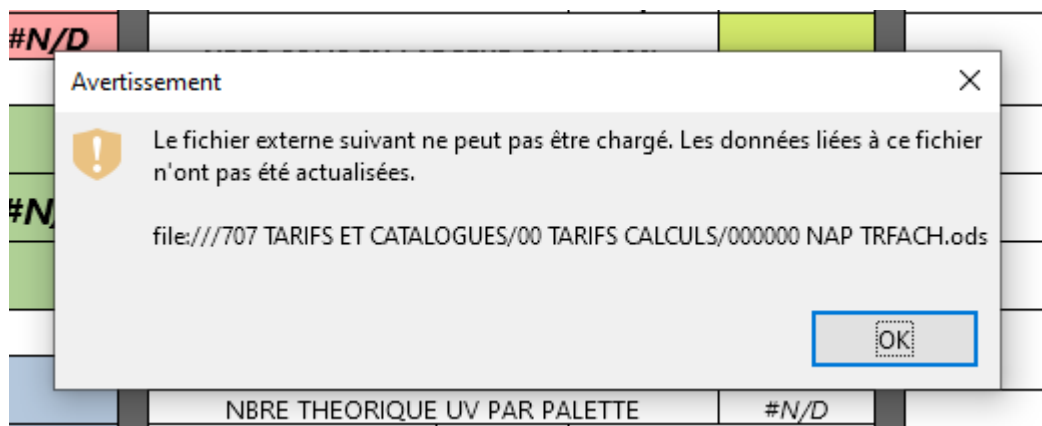 #N/D
Avertissement
Le fichier externe suivant ne peut pas être chargé. Les données liées à ce fichier
n'ont pas été actualisées.
#N/
file:///707 TARIFS ET CATALOGUES/00 TARIFS CALCULS/000000 NAP TRFACH.ods
OK
NBRE THEORIQUE UV PAR PALETTE #N/D